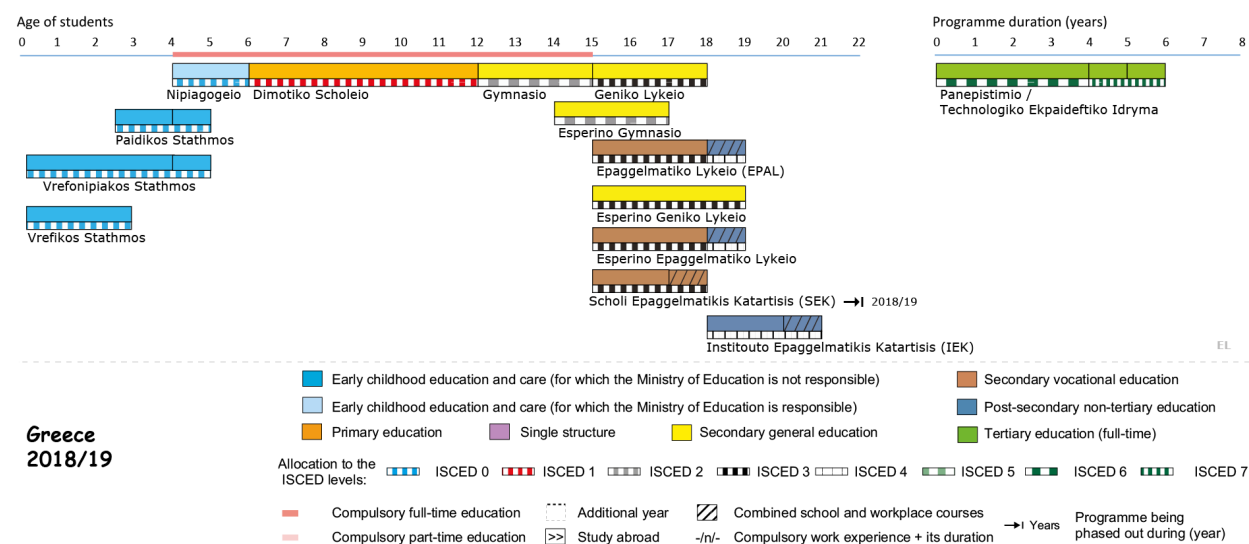 Age of students
Programme duration (years)
0 1 2 3 4 5 6 7 8 9 10 11 12 13 14 15 16 17 18 19 20 21 22
0 1 2 3 4 5 6 7 8
Nipiagogeio Dimotiko Scholeio Gymnasio Geniko Lykeio
Panepistimio /
Technologiko Ekpaideftiko Idryma
Paidikos Stathmos
Esperino Gymnasio
Epaggelmatiko Lykeio (EPAL)
Vrefonipiakos Stathmos
Esperino Geniko Lykeio
Vrefikos Stathmos
Esperino Epaggelmatiko Lykeio
Scholi Epaggelmatikis Katartisis (SEK) 2018/19
Institouto Epaggelmatikis Katartisis (IEK)
EL
Greece
2018/19
Early childhood education and care (for which the Ministry of Education is not responsible)
Secondary vocational education
Early childhood education and care (for which the Ministry of Education is responsible)
Post-secondary non-tertiary education
Primary education Single structure Secondary general education
Tertiary education (full-time)
Allocation to the
ISCED levels:
ISCED 0 ISCED 1 ISCED 2 ISCED 3 ISCED 4 ISCED 5 ISCED 6 ISCED 7
Compulsory full-time education Additional year Combined school and workplace courses
Years
Programme being
phased out during (year)
Compulsory part-time education >> Study abroad -/n/- Compulsory work experience + its duration